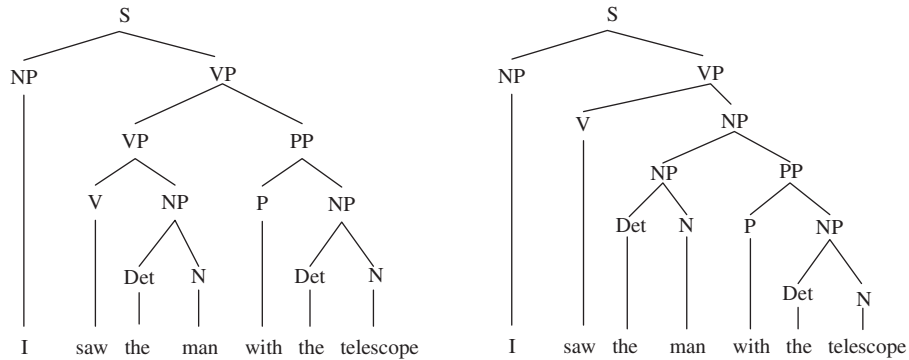 S S
NP VP NP VP
V NP
VP PP
NP PP
V NP P NP
Det N P NP
Det N Det N
Det N
I saw the man with the telescope I saw the man with the telescope